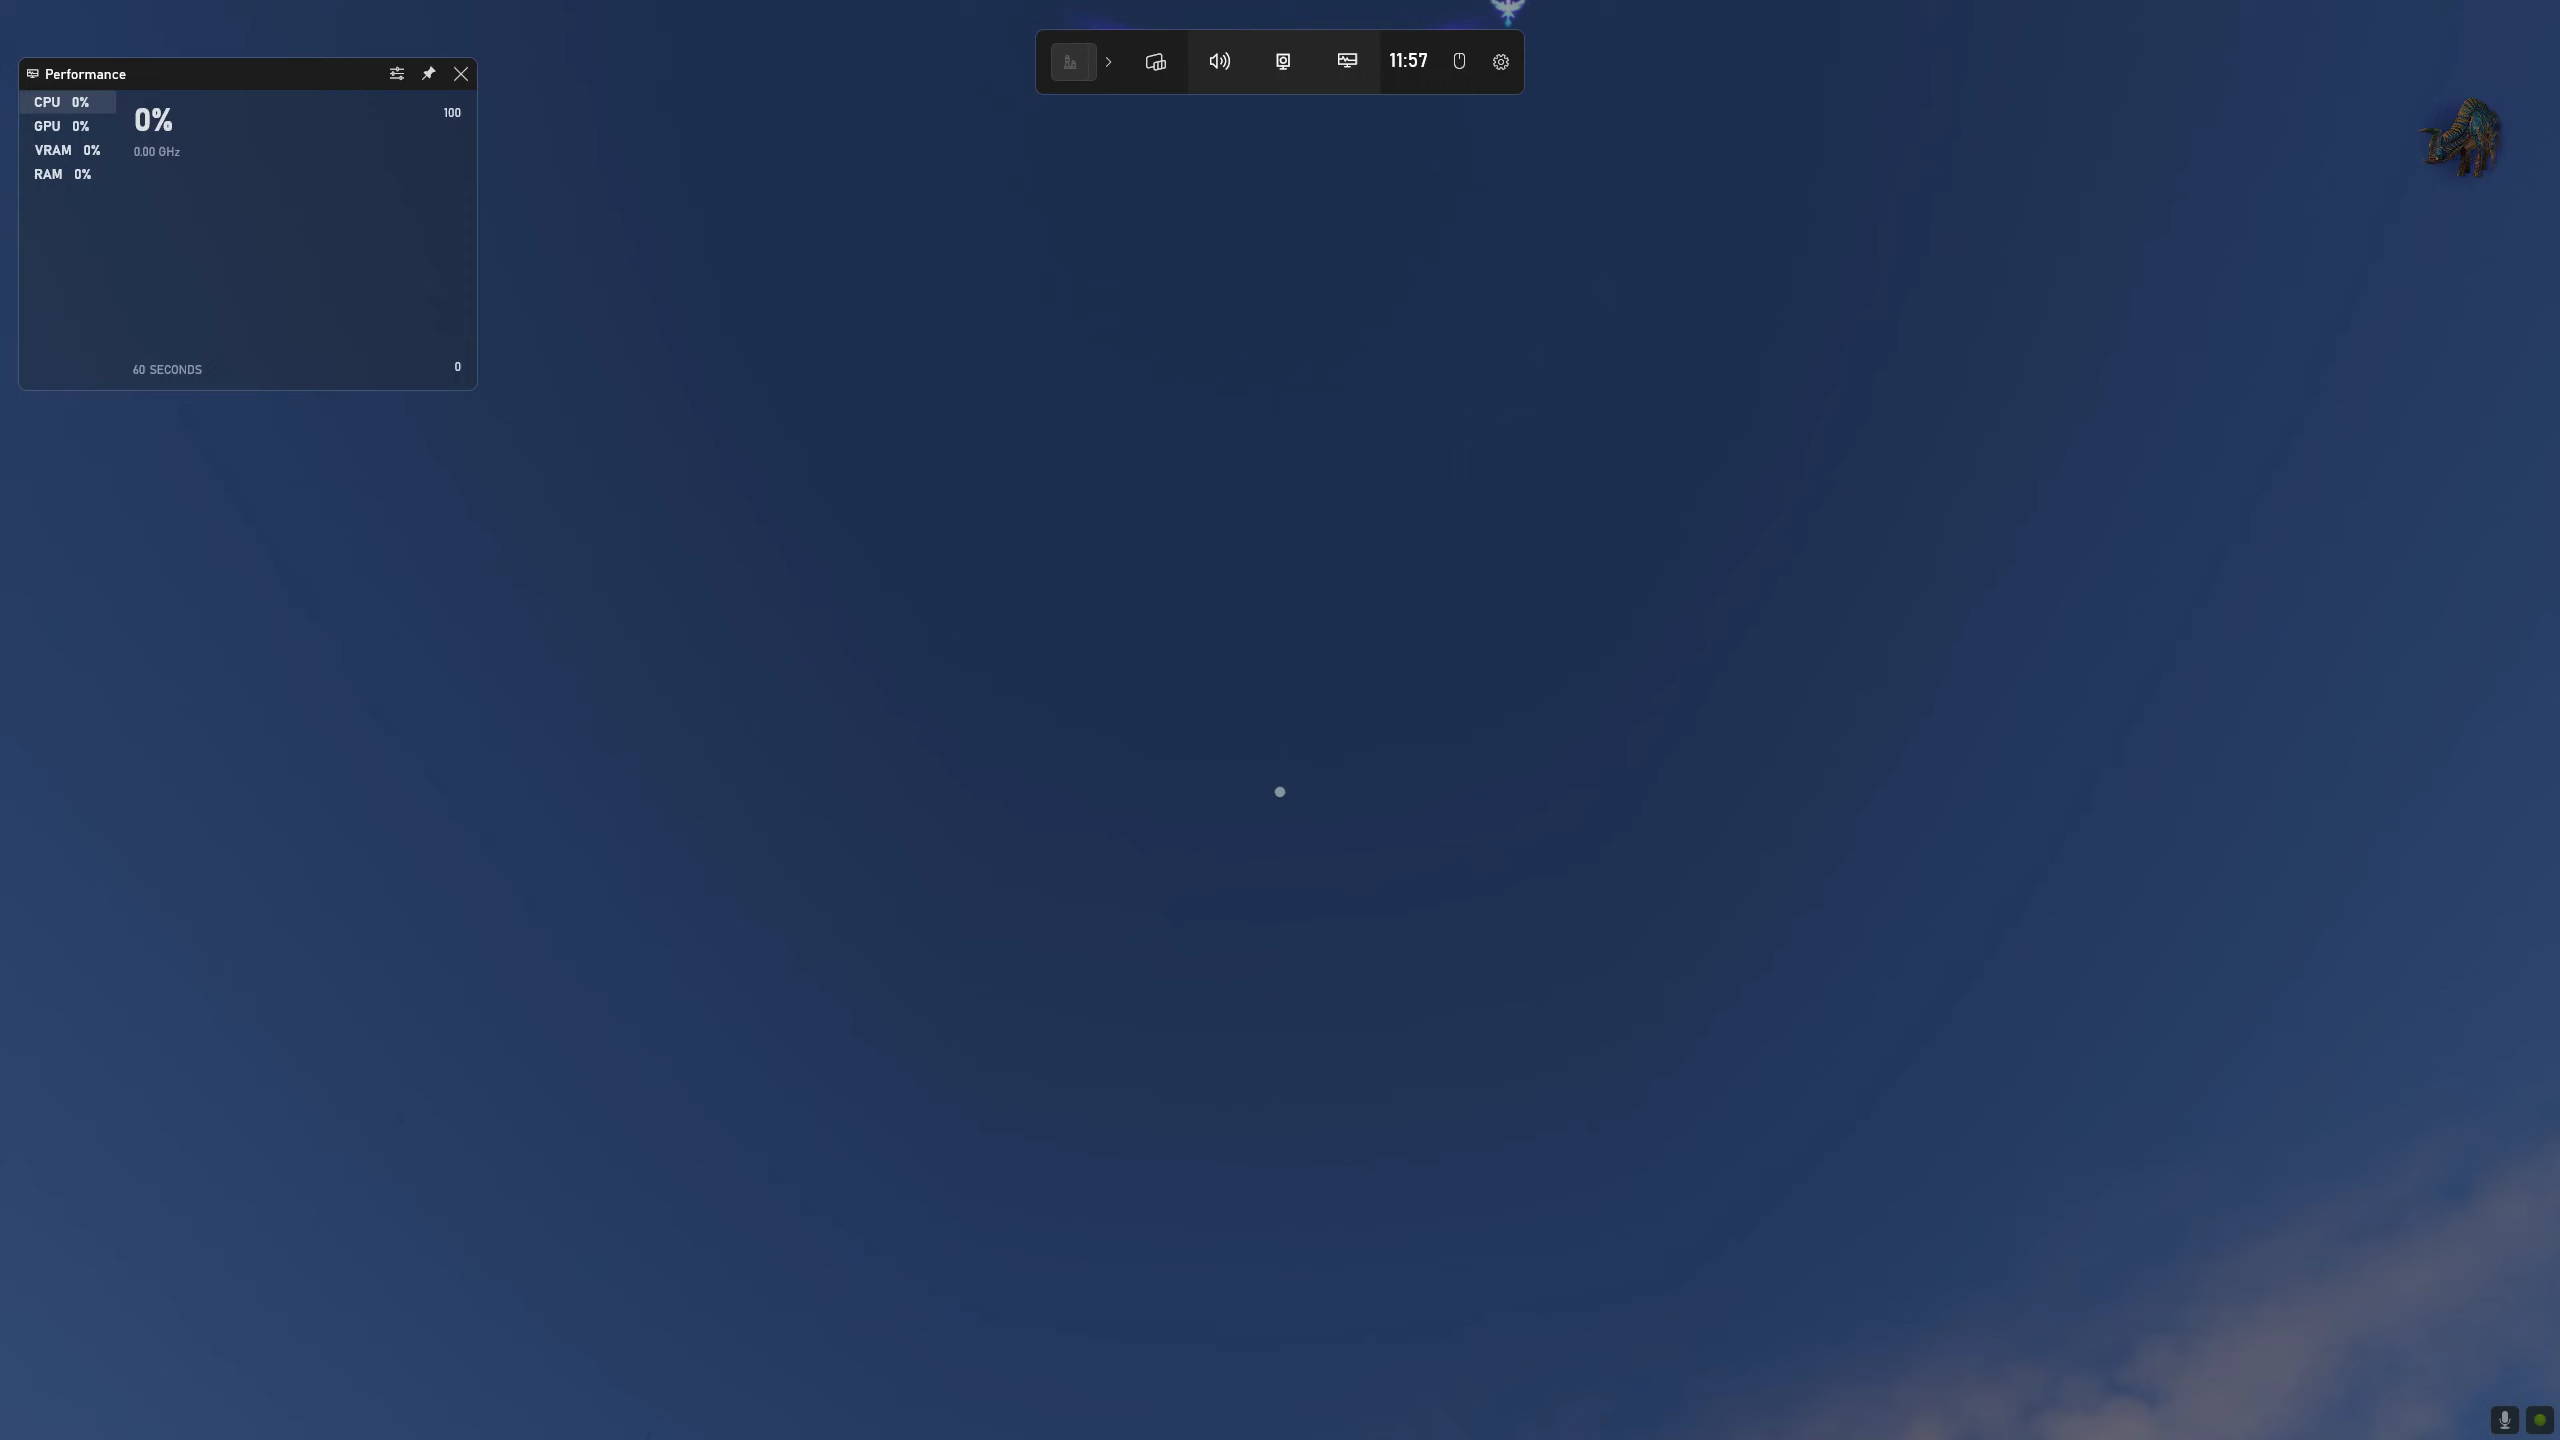 11:57
Performance
CPU 0%
GPU 0%
VRAM 0%
RAM 0%
0%
0.00 GHz
100
60 SECONDS
0